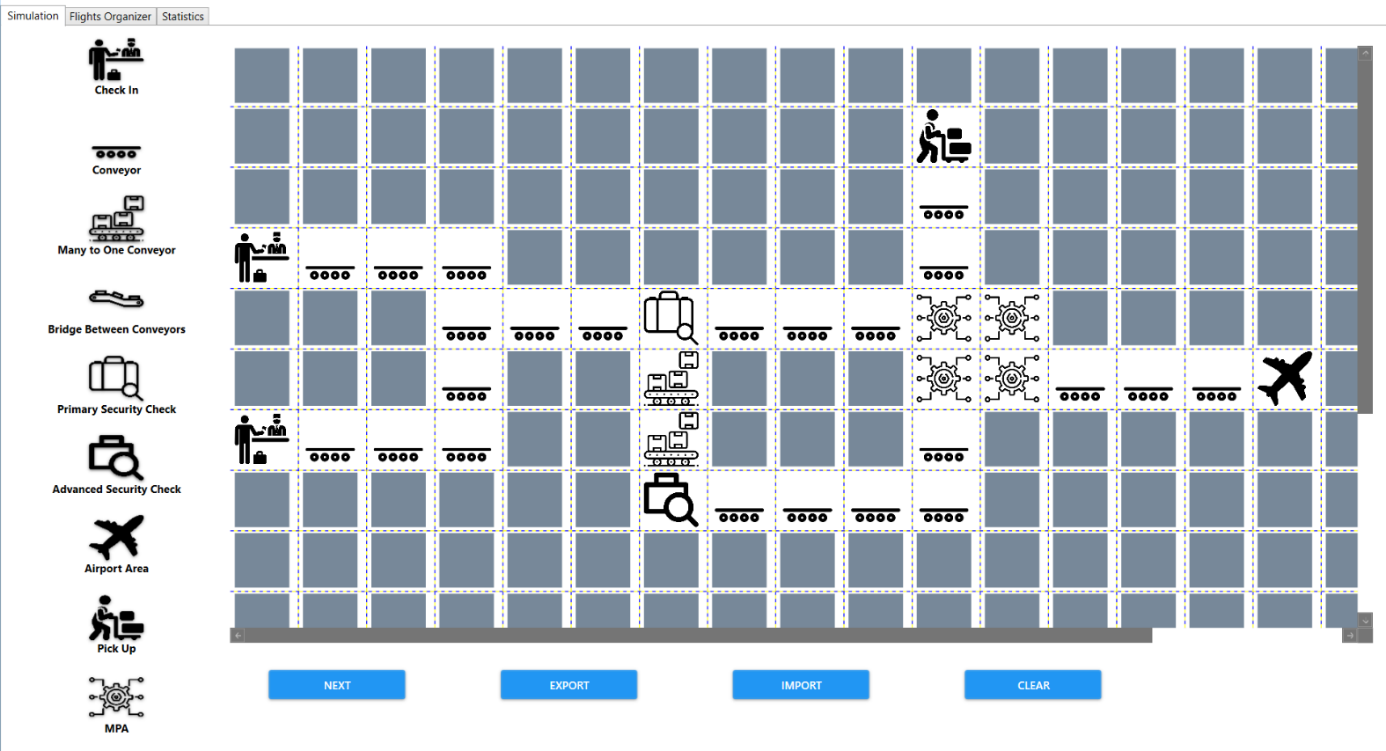 Simulation
Flights Organizer
Statistics
Check In
Conveyor
Many to One Conveyor
Bridge Between Conveyors
Primary Security Check
Advanced Security Check
Airport Area
Pick Up
MPA
NEXT
EXPORT
IMPORT
CLEAR